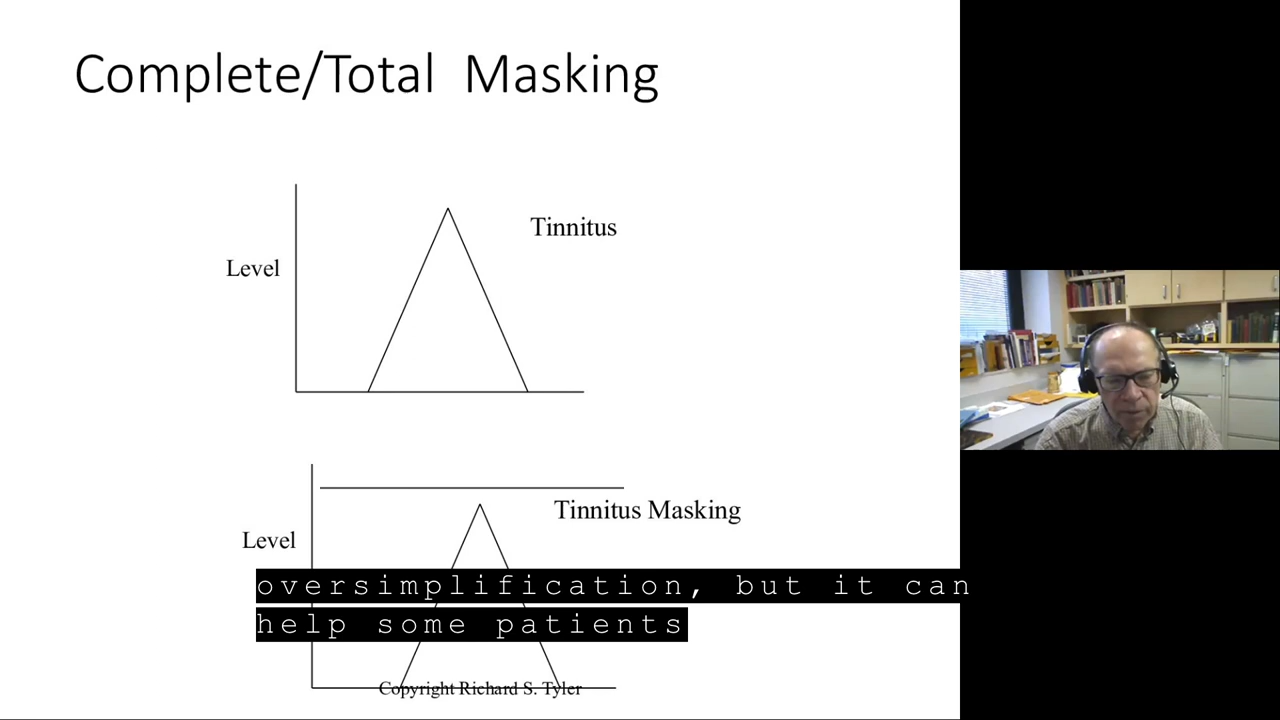 Complete/Total Masking
Tinnitus
Level
Tinnitus Masking
Level
oversimplification, but it can
help some patients
Copyright Richard S. Tyler